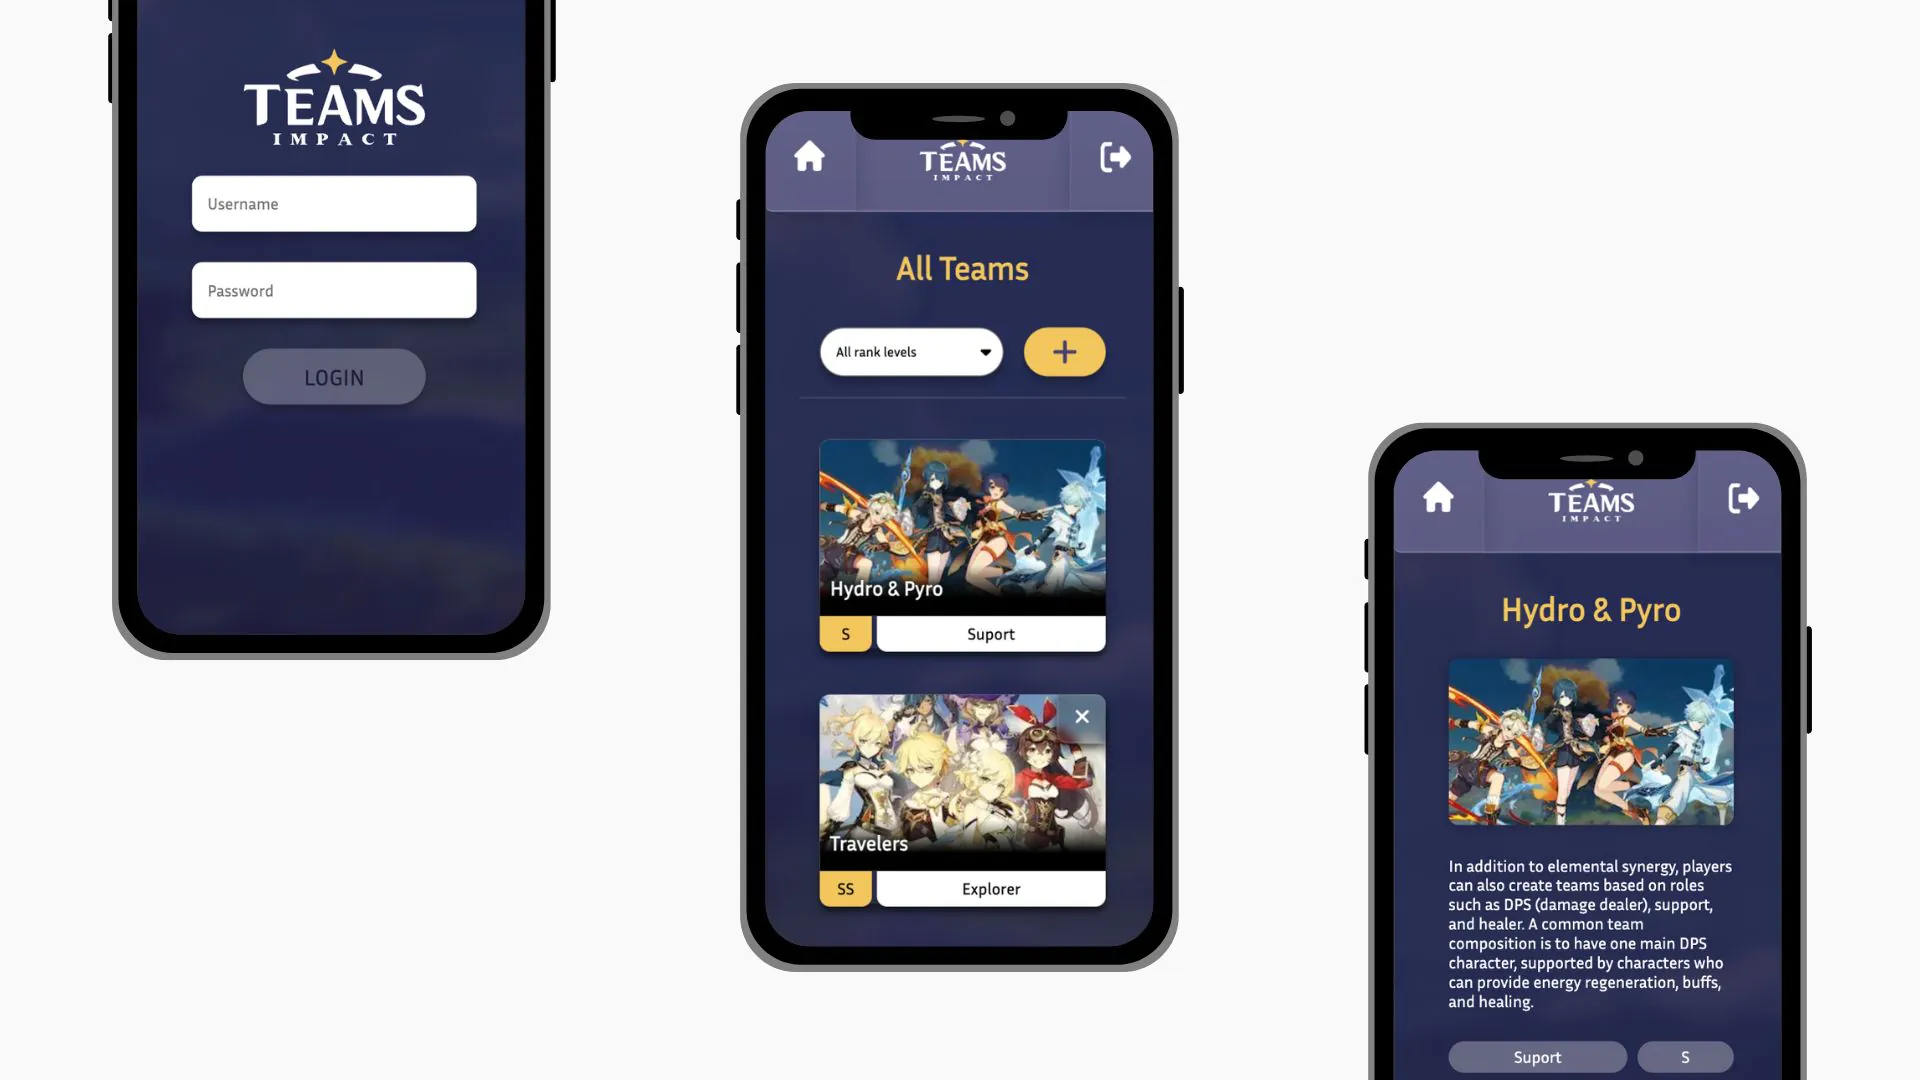 TEAMS
IMPACT
Username
Password
LOGIN
TEAMS
IMPACT
All Teams
All rank levels
+
Hydro & Pyro
S
Suport
Travelers
SS
Explorer
TEAMS
IMPACT
Hydro & Pyro
In addition to elemental synergy, players
can also create teams based on roles
such as DPS (damage dealer), support,
and healer. A common team
composition is to have one main DPS
character, supported by characters who
can provide energy regeneration, buffs,
and healing.
Suport
S